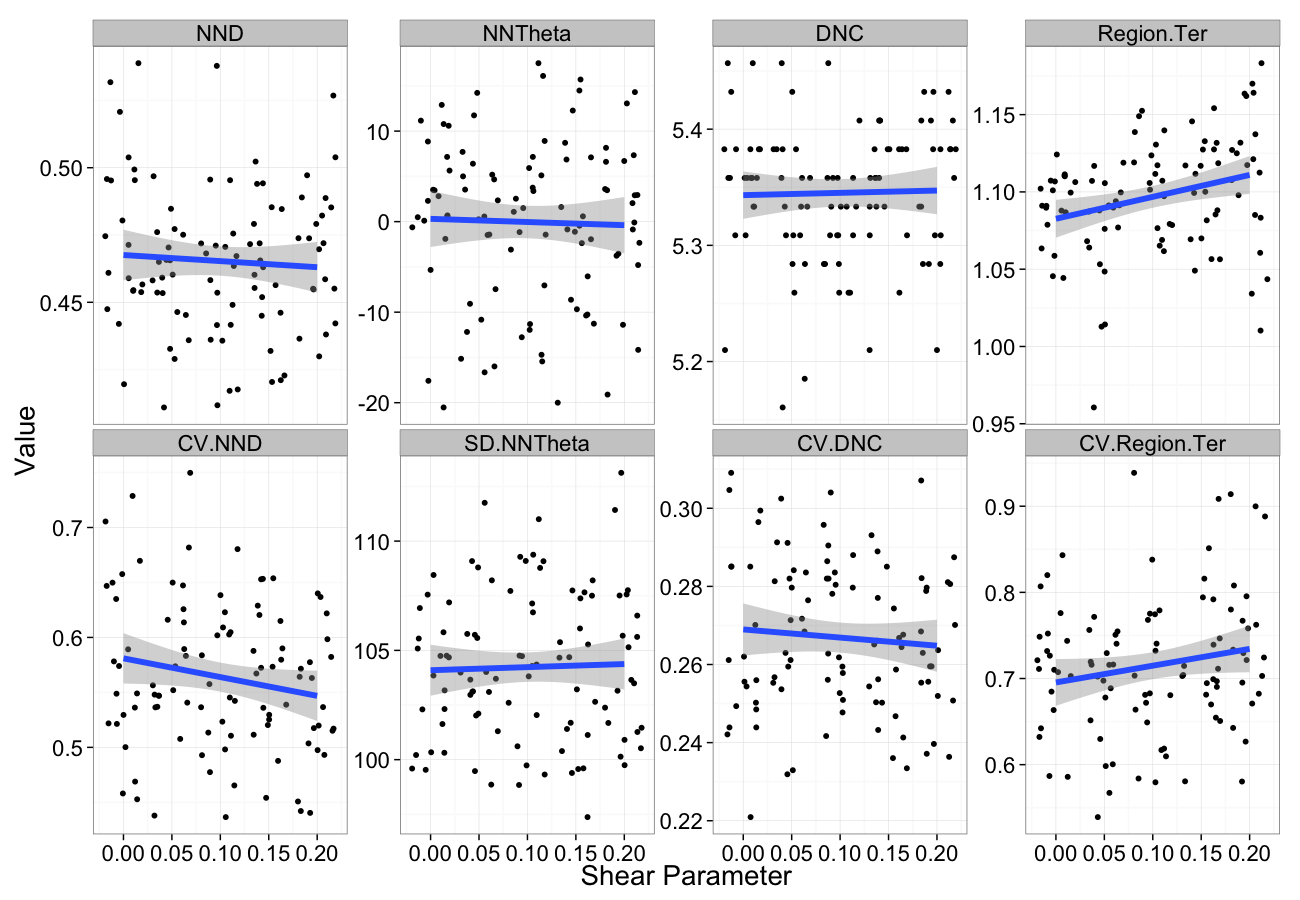 NND NNTheta DNC Region.Ter
0.50 10 5.4 1.15
0 1.10
5.3 1.05
0.45 -10 1.00
5.2
-20 0.95
Value
CV.NND SD.NNTheta CV.DNC CV.Region.Ter
0.7 110 0.30 0.9
0.28 0.8
0.6 105 0.26 0.7
0.5 100 0.24 0.6
0.22
0.00 0.05 0.10 0.15 0.20 0.00 0.05 0.10 0.15 0.20 0.00 0.05 0.10 0.15 0.20 0.00 0.05 0.10 0.15 0.20
Shear Parameter